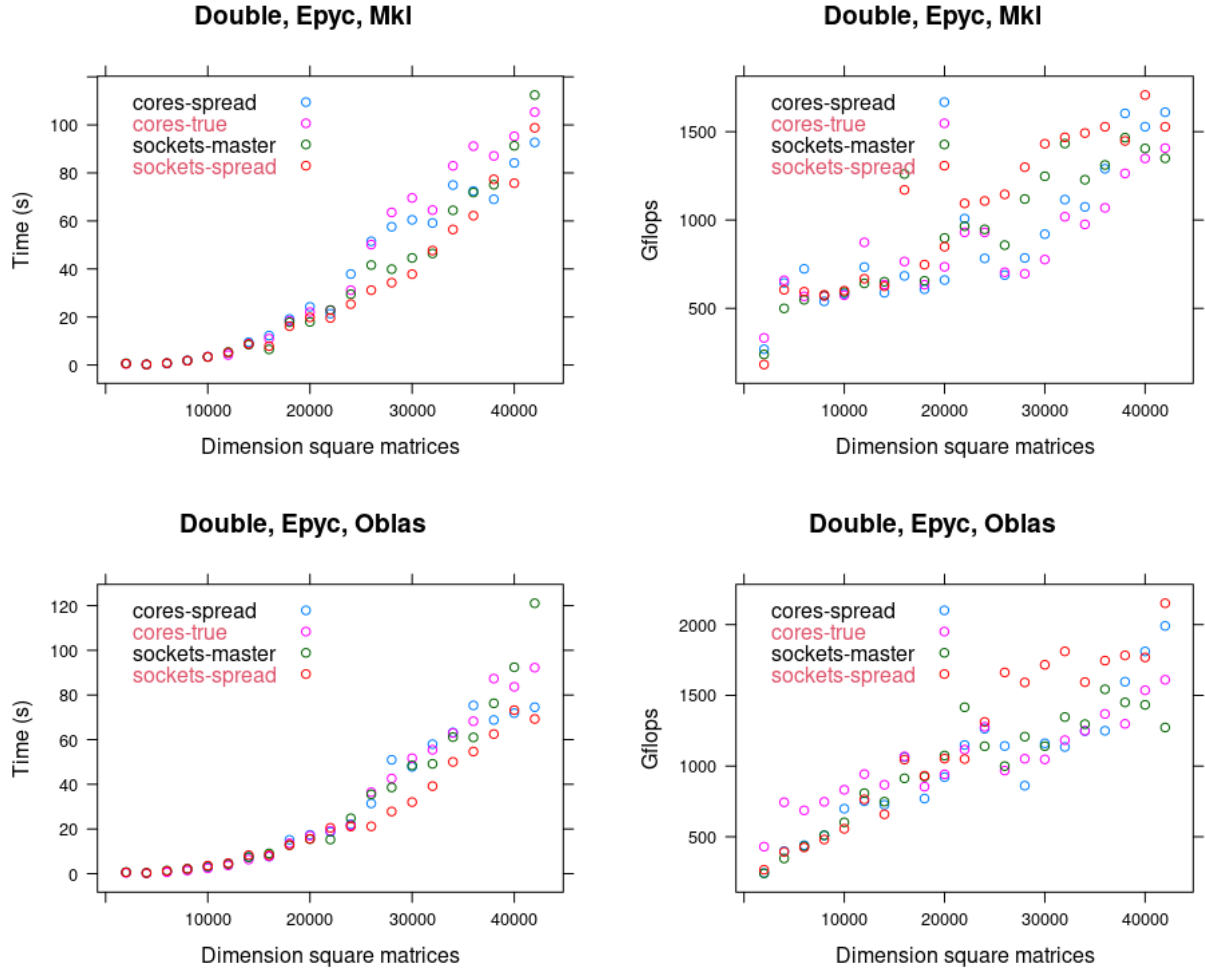 Double, Epyc, Mkl
Time (s)
100
80
60
40
20
0
cores-spread
cores-true
sockets-master
sockets-spread
10000 20000 30000 40000
Dimension square matrices
Double, Epyc, Mkl
Gflops
1500
1000
500
cores-spread
cores-true
sockets-master
sockets-spread
10000 20000 30000 40000
Dimension square matrices
Double, Epyc, Oblas
Time (s)
120
100
80
60
40
20
0
cores-spread
cores-true
sockets-master
sockets-spread
10000 20000 30000 40000
Dimension square matrices
Double, Epyc, Oblas
Gflops
2000
1500
1000
500
cores-spread
cores-true
sockets-master
sockets-spread
10000 20000 30000 40000
Dimension square matrices